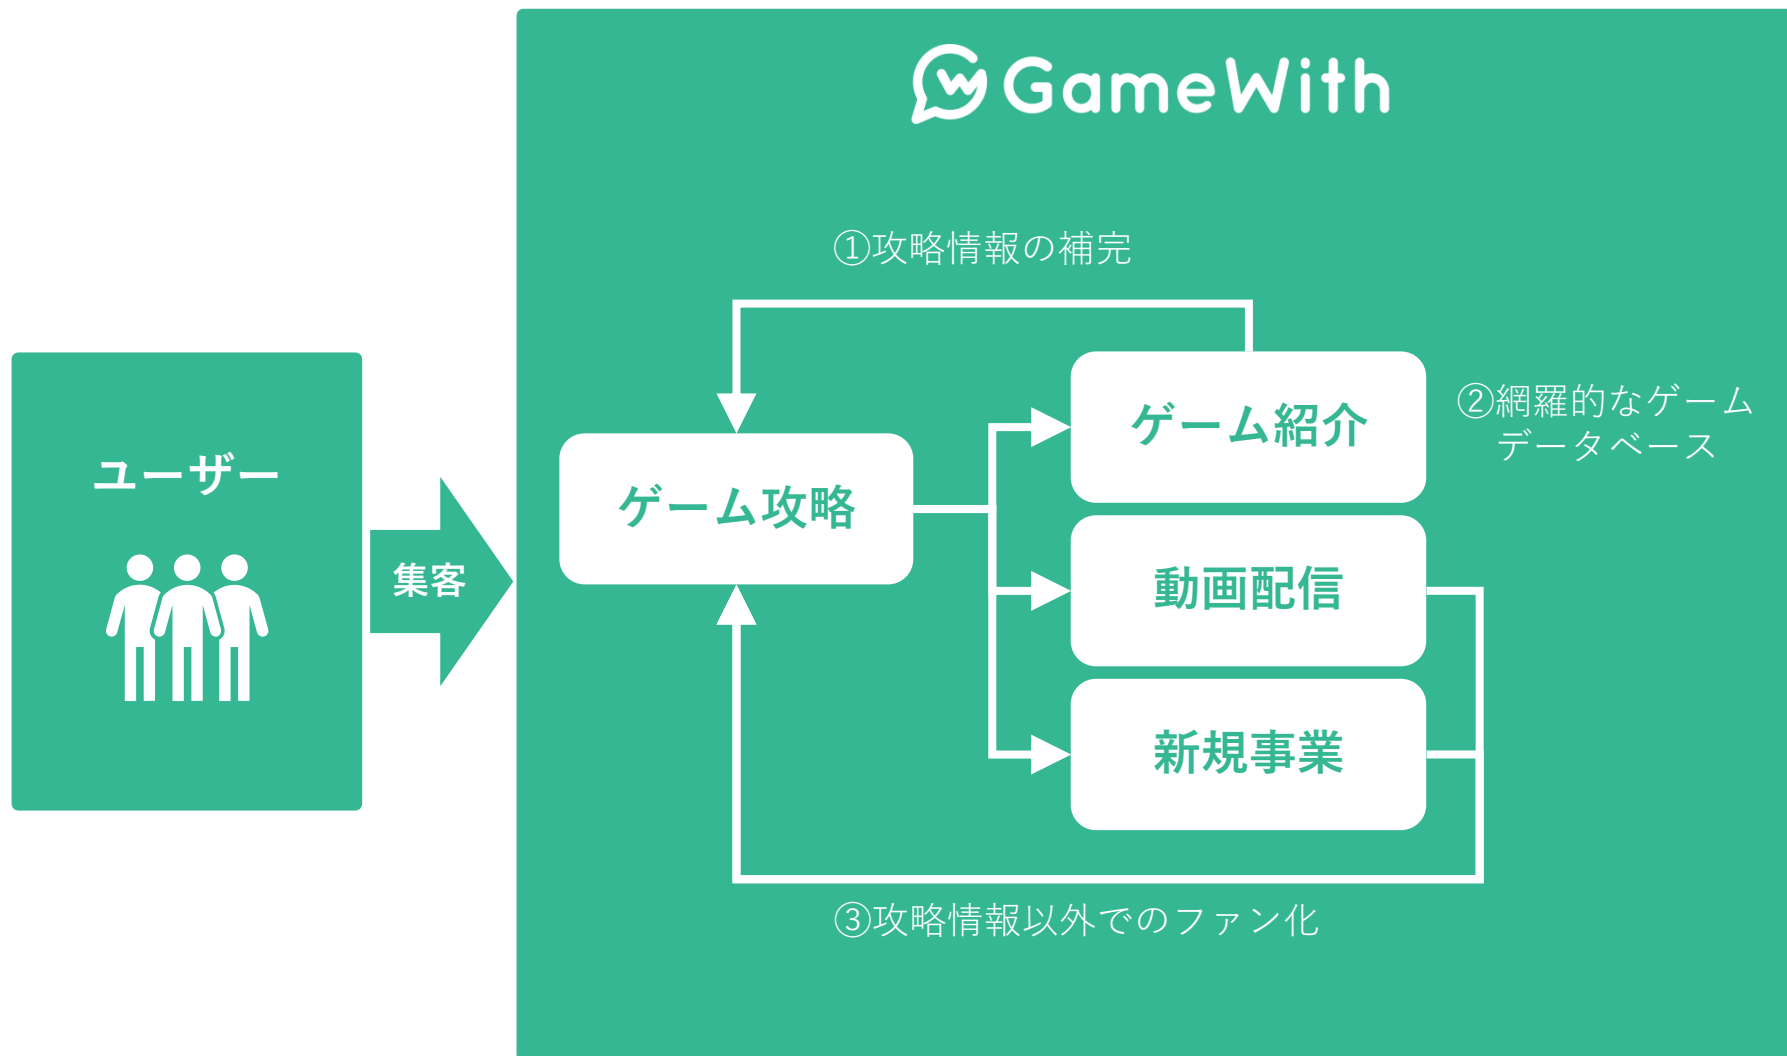 GameWith
①攻略情報の補完
ゲーム紹介
②網羅的なゲーム
データベース
ユーザー
集客
ゲーム攻略
動画配信
新規事業
③攻略情報以外でのファン化